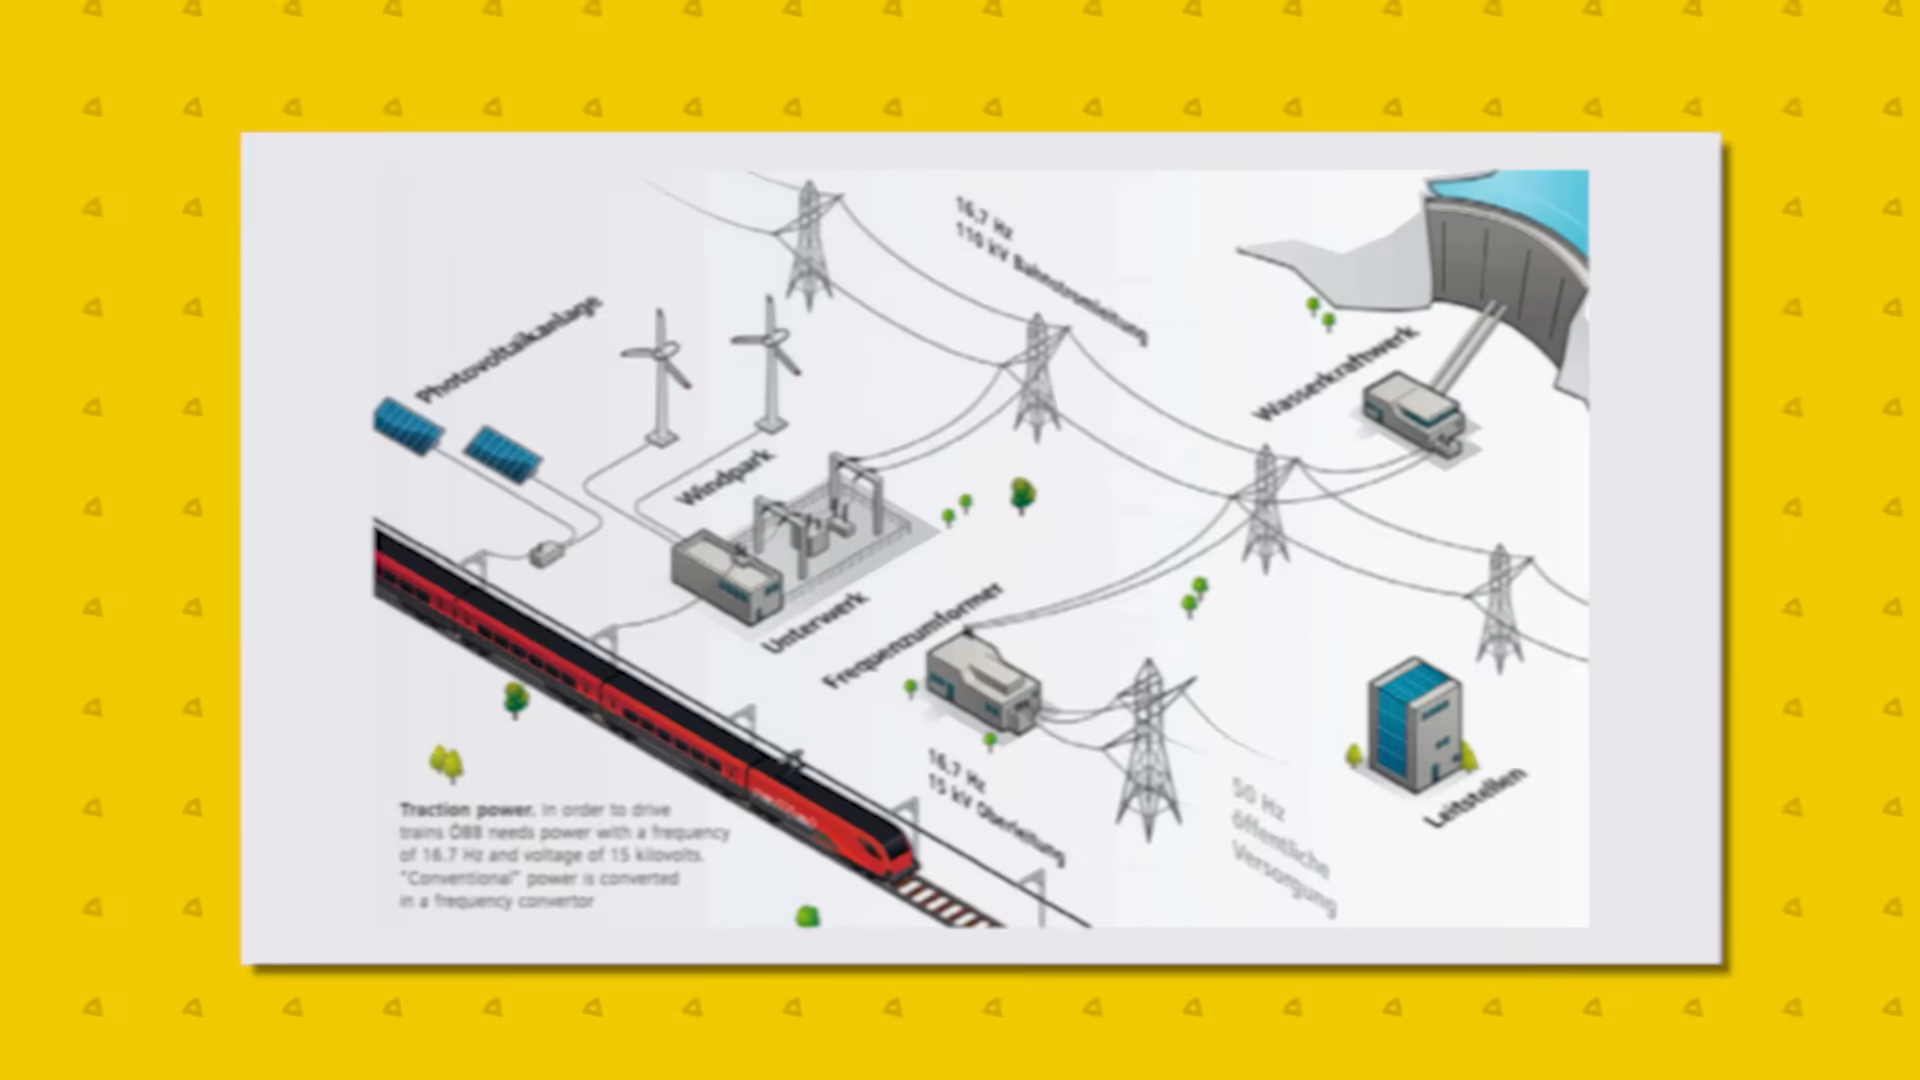 16.7 Hz
110 kV Bahnstromleitung
Photovoltaikanlage
Wasserkraftwerk
Windpark
Unterwerk
Frequenzumformer
16.7 Hz
15 kV Oberleitung
50 Hz
öffentliche
Versorgung
Leitstellen
Traction power. In order to drive
trains ÖBB needs power with a frequency
of 16.7 Hz and voltage of 15 kilovolts.
"Conventional" power is converted
in a frequency convertor